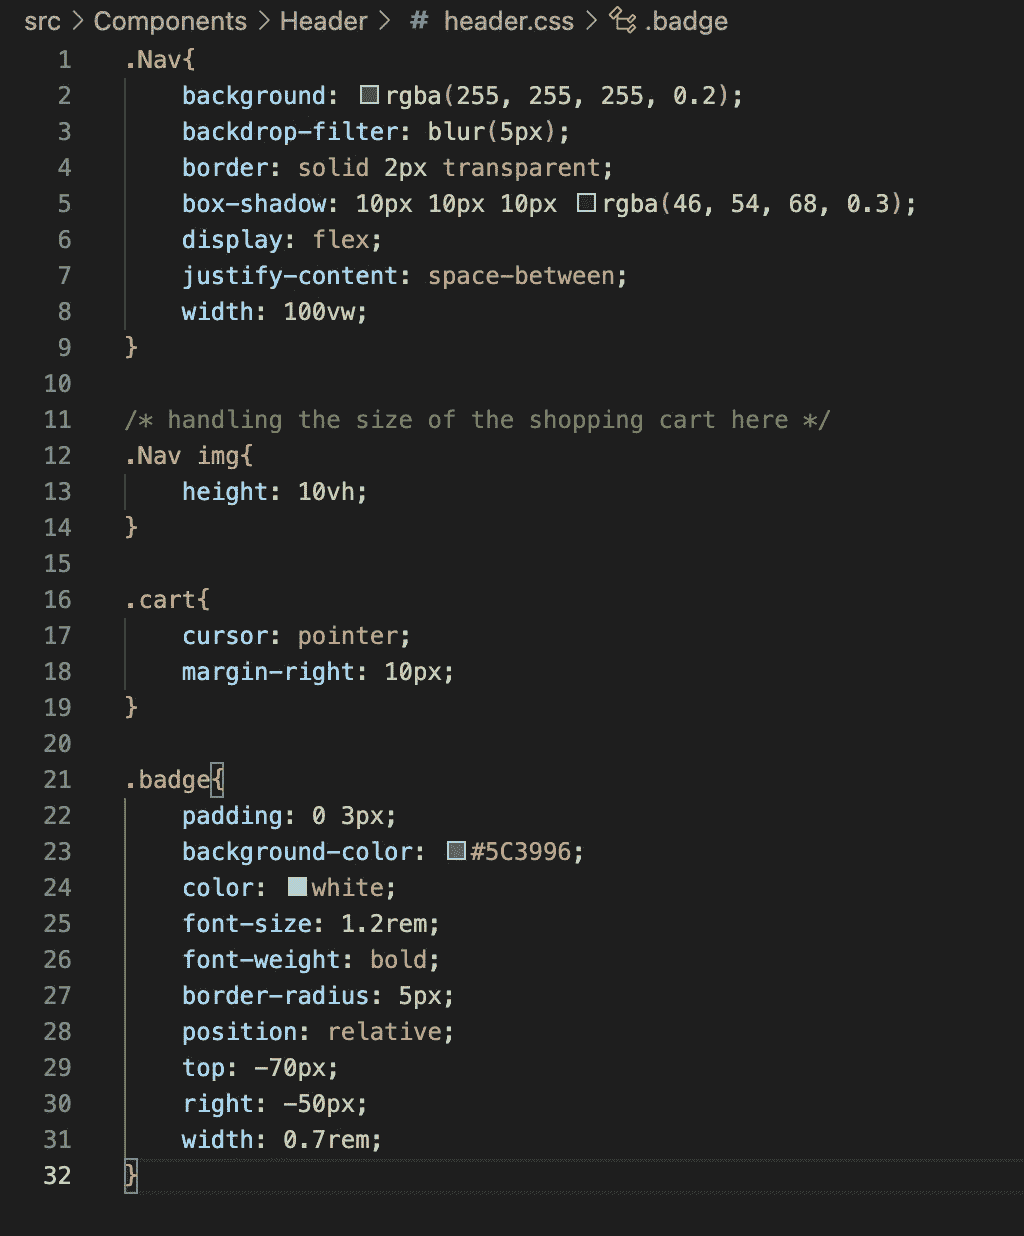 src > Components > Header > # header.css > .badge
1 .Nav{
2 background: rgba(255, 255, 255, 0.2);
3 backdrop-filter: blur(5px);
4 border: solid 2px transparent;
5 box-shadow: 10px 10px 10px rgba(46, 54, 68, 0.3);
6 display: flex;
7 justify-content: space-between;
8 width: 100vw;
9 }
10
11 /* handling the size of the shopping cart here */
12 .Nav img{
13 height: 10vh;
14 }
15
16 .cart{
17 cursor: pointer;
18 margin-right: 10px;
19 }
20
21 .badge{
22 padding: 0 3px;
23 background-color: #5C3996;
24 color: white;
25 font-size: 1.2rem;
26 font-weight: bold;
27 border-radius: 5px;
28 position: relative;
29 top: -70px;
30 right: -50px;
31 width: 0.7rem;
32 }